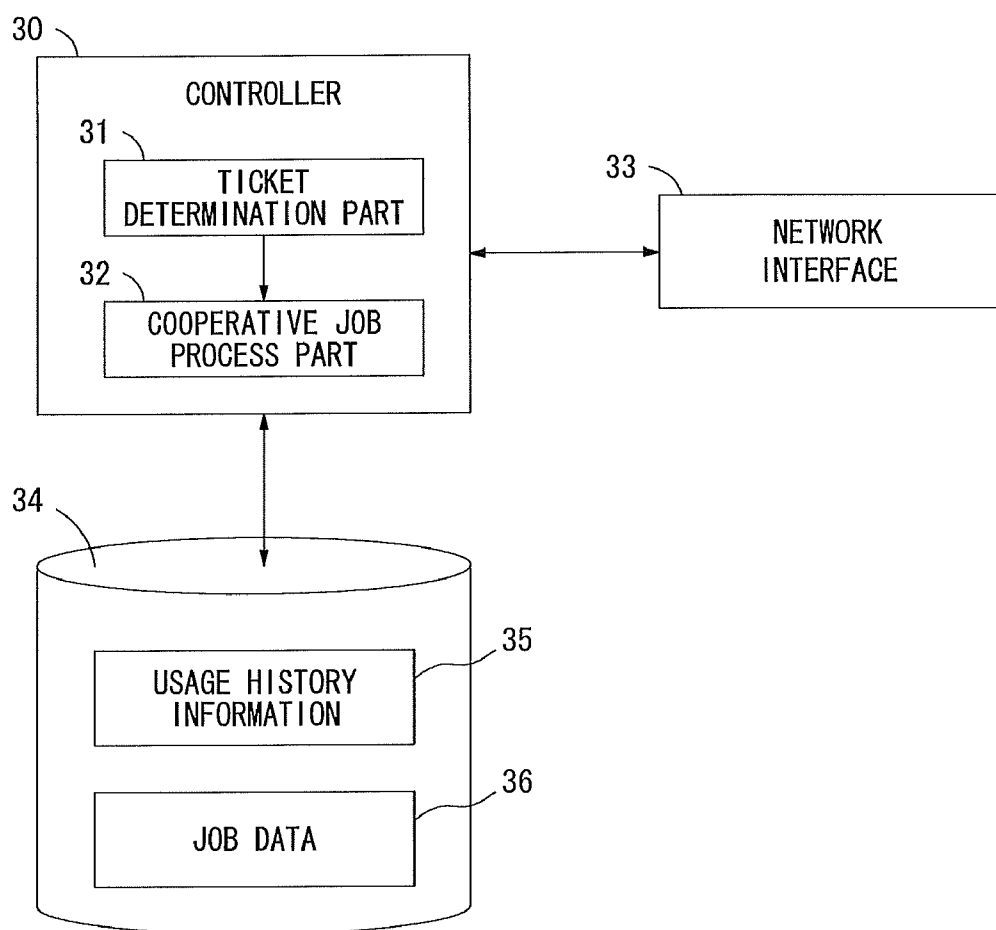 30
CONTROLLER
31
TICKET
DETERMINATION PART
33
NETWORK
INTERFACE
32
COOPERATIVE JOB
PROCESS PART
34
35
USAGE HISTORY
INFORMATION
36
JOB DATA